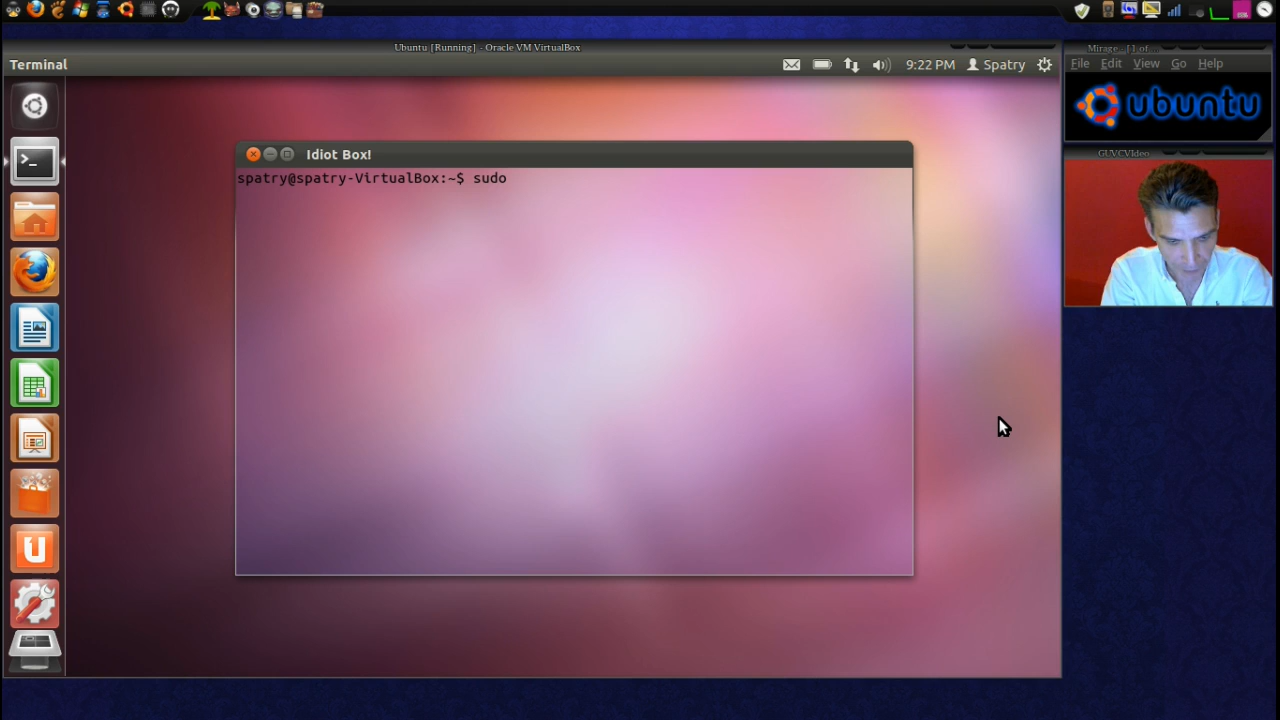 Ubuntu [Running] - Oracle VM VirtualBox
Terminal
9:22 PM
Spatry
Idiot Box!
spatry@spatry-VirtualBox:~$ sudo
Mirage
File Edit View Go Help
ubuntu
GUVCVideo